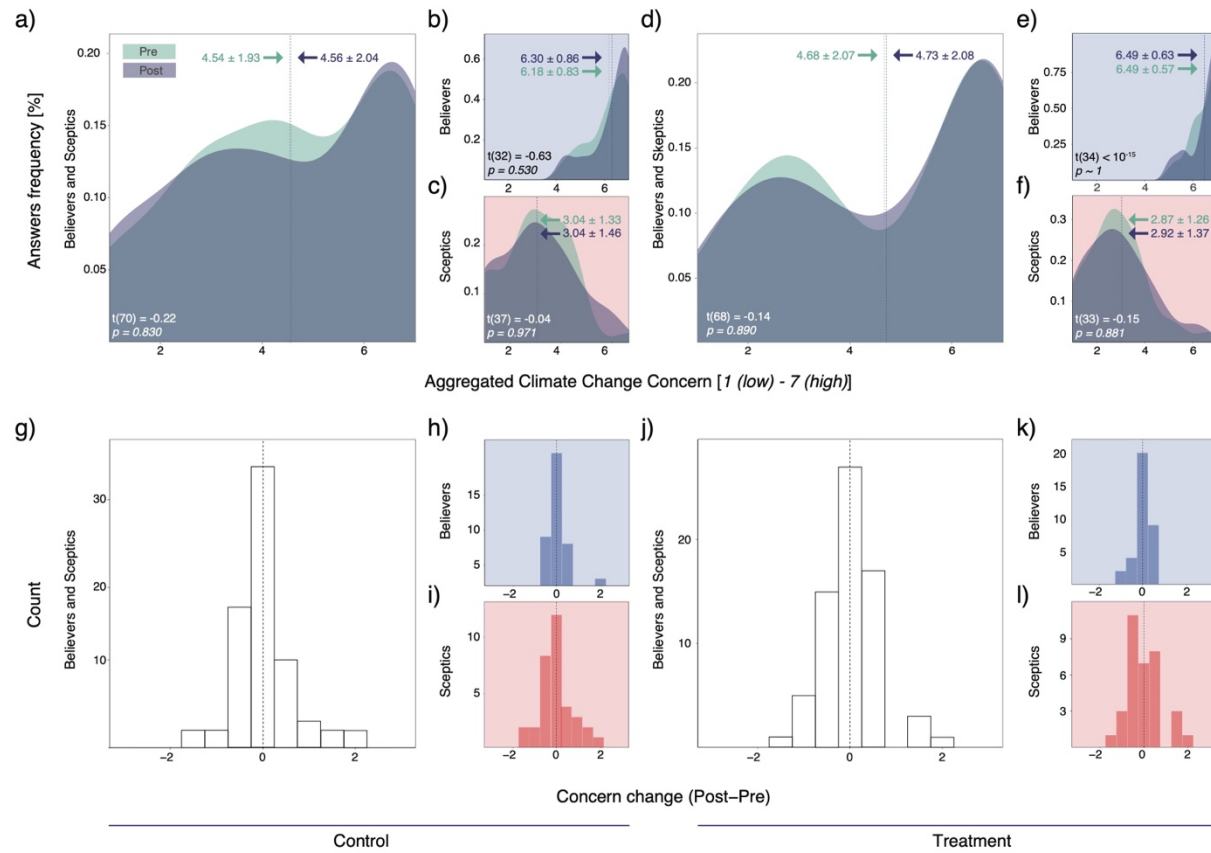 a)
0.20
0.15
0.10
0.05
Answers frequency [%]
Believers and Sceptics
Pre
Post
4.54 ± 1.93
4.56 ± 2.04
t(70) = -0.22
p = 0.830
2 4 6
b)
0.6
0.4
0.2
Believers
6.30 ± 0.86
6.18 ± 0.83
t(32) = -0.63
p = 0.530
4 6
c)
0.2
0.1
Sceptics
3.04 ± 1.33
3.04 ± 1.46
t(37) = -0.04
p = 0.971
2 4 6
d)
0.20
0.15
0.10
0.05
Believers and Skeptics
4.68 ± 2.07
4.73 ± 2.08
t(68) = -0.14
p = 0.890
2 4 6
e)
0.75
0.50
0.25
Believers
6.49 ± 0.63
6.49 ± 0.57
t(34) < 10⁻¹⁵
p ~ 1
2 4 6
f)
0.3
0.2
0.1
Sceptics
2.87 ± 1.26
2.92 ± 1.37
t(33) = -0.15
p = 0.881
2 4 6
Aggregated Climate Change Concern [1 (low) - 7 (high)]
g)
30
20
10
Count
Believers and Sceptics
-2 0 2
h)
15
10
5
Believers
-2 0 2
i)
10
5
Sceptics
-2 0 2
j)
20
10
Believers and Sceptics
-2 0 2
k)
20
15
10
5
Believers
-2 0 2
l)
9
6
3
Sceptics
-2 0 2
Concern change (Post−Pre)
Control
Treatment